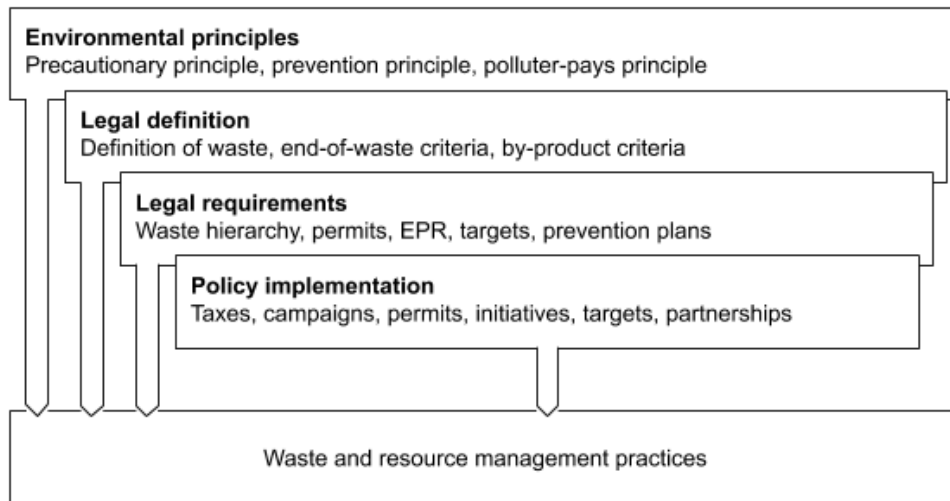 Environmental principles
Precautionary principle, prevention principle, polluter-pays principle
Legal definition
Definition of waste, end-of-waste criteria, by-product criteria
Legal requirements
Waste hierarchy, permits, EPR, targets, prevention plans
Policy implementation
Taxes, campaigns, permits, initiatives, targets, partnerships
Waste and resource management practices